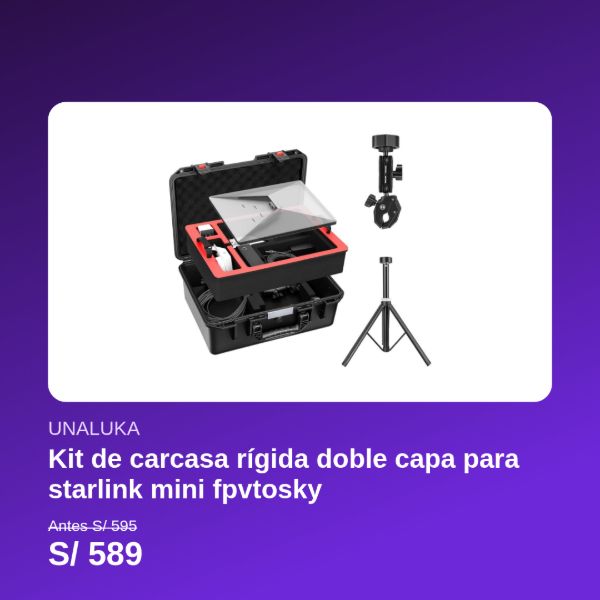 UNALUKA
Kit de carcasa rígida doble capa para
starlink mini fpvtosky
Antes S/ 595
S/ 589